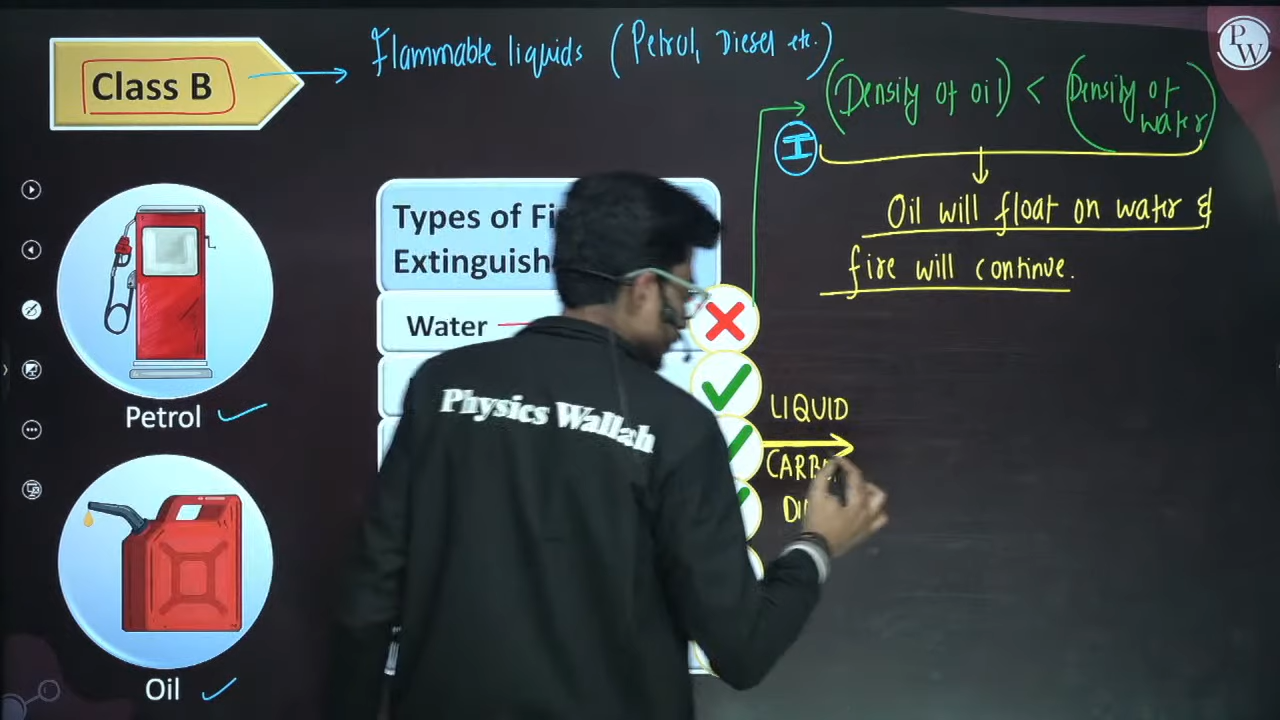 Class B
Flammable liquids (Petrol, Diesel etc.)
PW
(Density of oil) < (Density of
water)
I
Oil will float on water &
fire will continue.
Types of
Extinguish
Water
Physics Wallah
LIQUID
Petrol
Oil